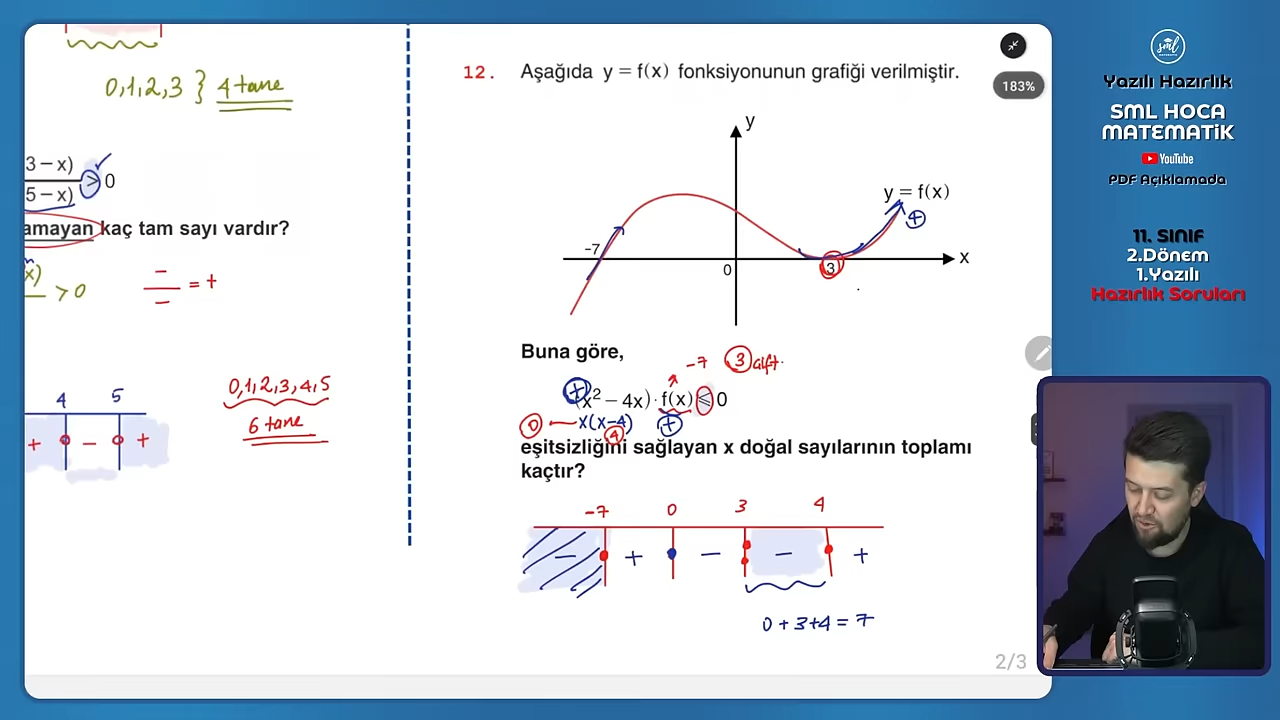 0,1,2,3 } 4 tane
3 – x)
5 – x)
> 0
amayan kaç tam sayı vardır?
x)
> 0
–
–
= +
4 5
+ – +
0,1,2,3,4,5
6 tane
12. Aşağıda y = f(x) fonksiyonunun grafiği verilmiştir.
y
y = f(x)
+
-7
0
3
x
Buna göre,
-7 3 çift.
+
(x² – 4x) · f(x) ≤ 0
0 x(x-4) +
4
eşitsizliğini sağlayan x doğal sayılarının toplamı
kaçtır?
-7 0 3 4
– + – – +
0+3+4=7
2/3
183%
sml
Yazılı Hazırlık
SML HOCA
MATEMATİK
YouTube
PDF Açıklamada
11. SINIF
2.Dönem
1.Yazılı
Hazırlık Soruları